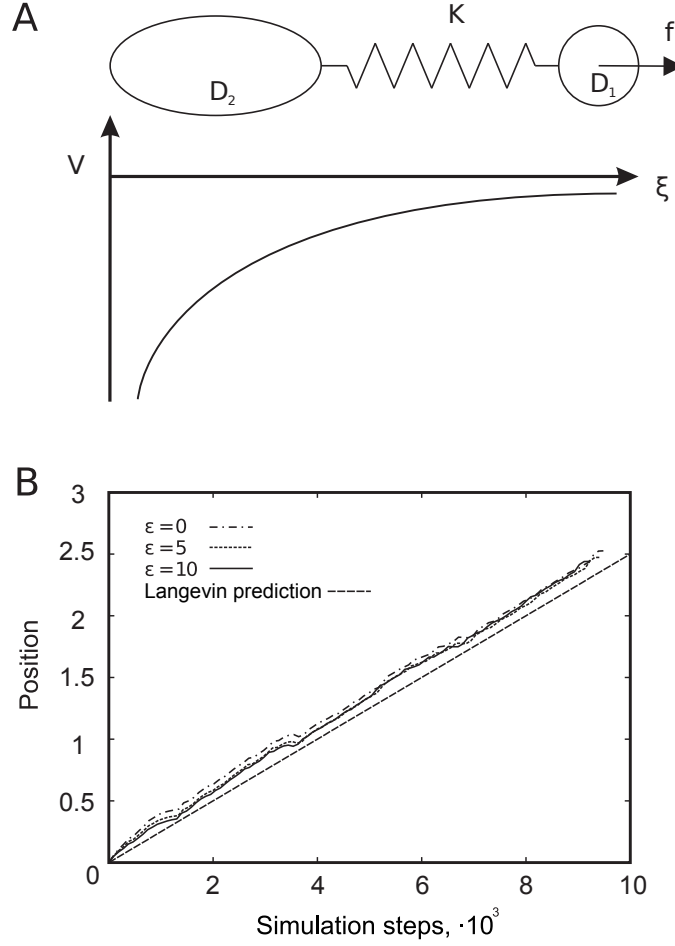 A
K
f
D₂
D₁
V
ξ
B
3
2.5
2
1.5
1
0.5
0
ε = 0
ε = 5
ε = 10
Langevin prediction
Position
2 4 6 8 10
Simulation steps, ·10³